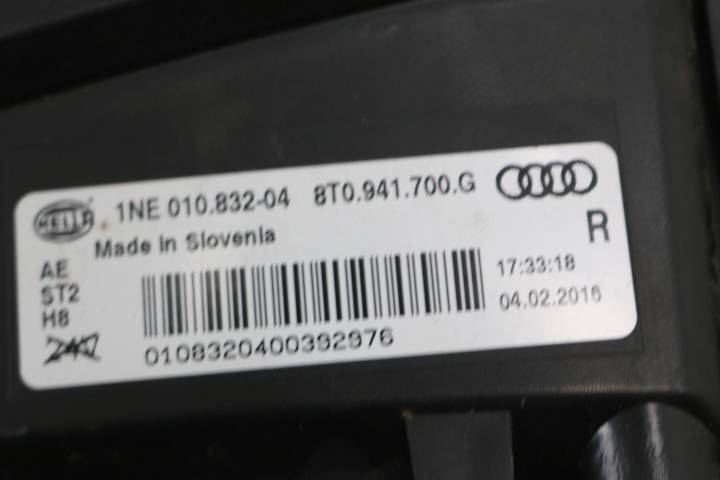 HELLA 1NE 010.832-04 8T0.941.700.G
Made in Slovenia
R
AE
ST2
H8
17:33:18
04.02.2016
0108320400392976